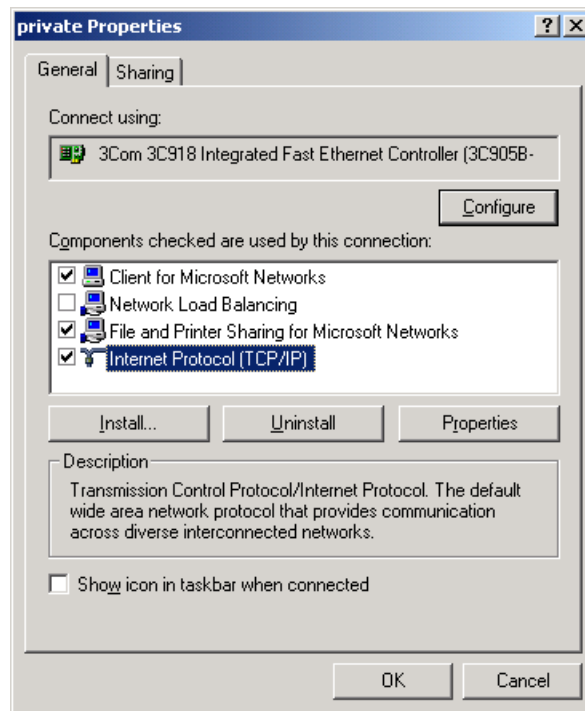 private Properties
General
Sharing
Connect using:
3Com 3C918 Integrated Fast Ethernet Controller (3C905B-
Configure
Components checked are used by this connection:
Client for Microsoft Networks
Network Load Balancing
File and Printer Sharing for Microsoft Networks
Internet Protocol (TCP/IP)
Install...
Uninstall
Properties
Description
Transmission Control Protocol/Internet Protocol. The default
wide area network protocol that provides communication
across diverse interconnected networks.
Show icon in taskbar when connected
OK
Cancel